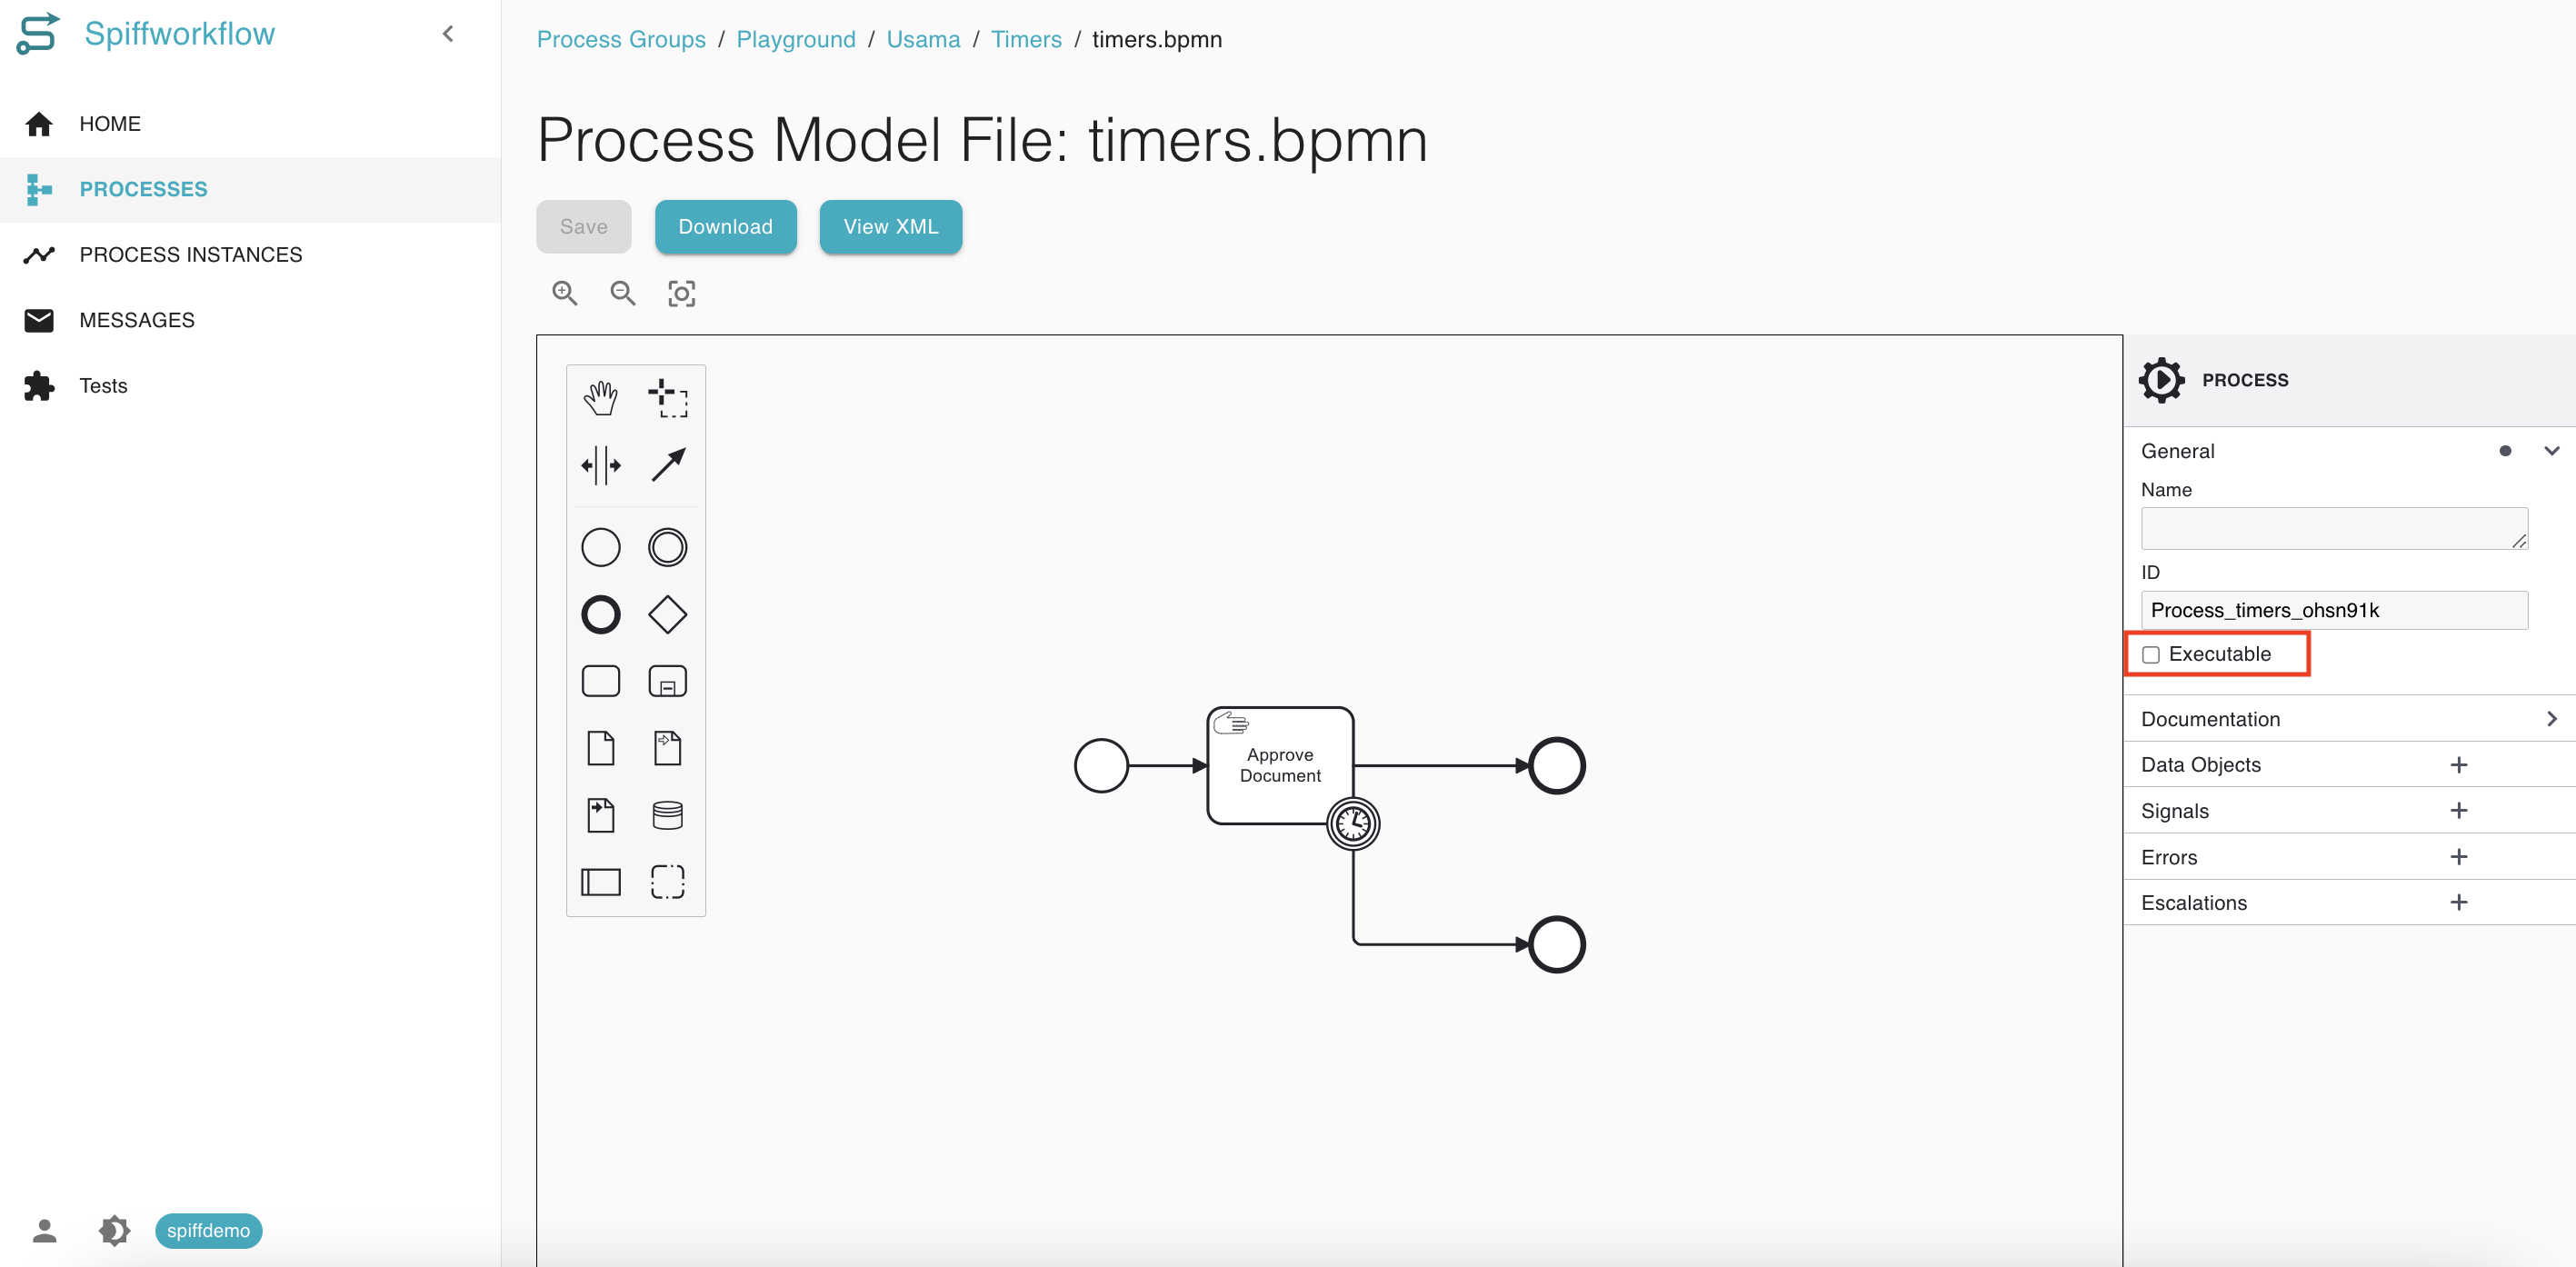 Spiffworkflow
HOME
PROCESSES
PROCESS INSTANCES
MESSAGES
Tests
spiffdemo
Process Groups / Playground / Usama / Timers / timers.bpmn
Process Model File: timers.bpmn
Save
Download
View XML
Approve
Document
PROCESS
General
Name
ID
Process_timers_ohsn91k
Executable
Documentation
Data Objects
Signals
Errors
Escalations